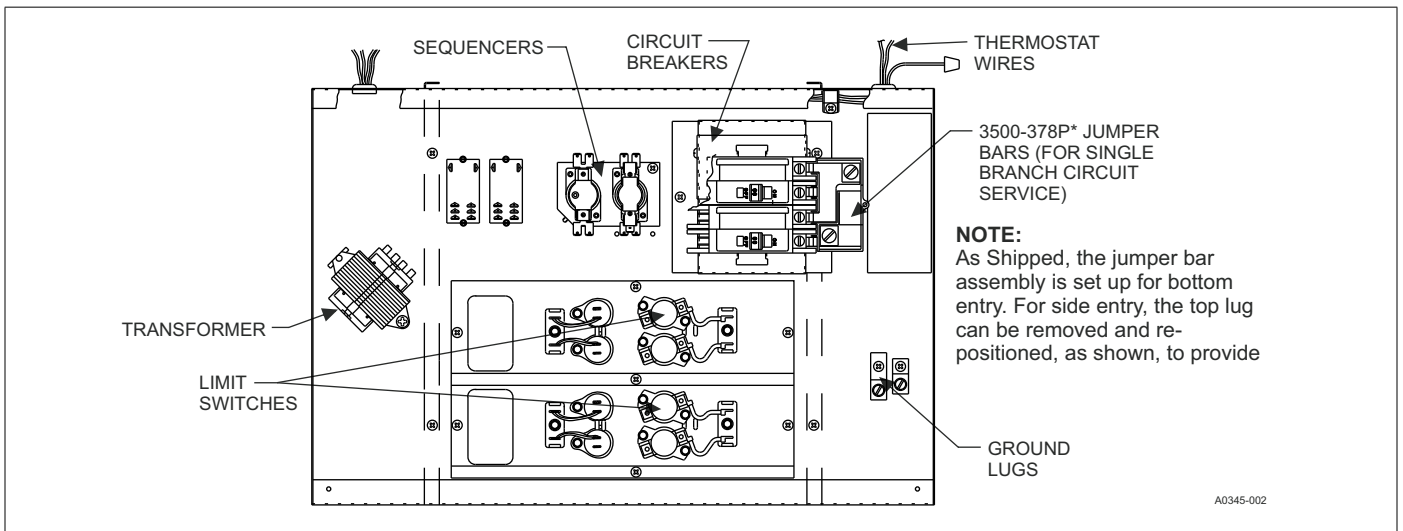 SEQUENCERS
CIRCUIT
BREAKERS
THERMOSTAT
WIRES
3500-378P* JUMPER
BARS (FOR SINGLE
BRANCH CIRCUIT
SERVICE)
NOTE:
As Shipped, the jumper bar
assembly is set up for bottom
entry. For side entry, the top lug
can be removed and re-
positioned, as shown, to provide
TRANSFORMER
LIMIT
SWITCHES
GROUND
LUGS
A0345-002